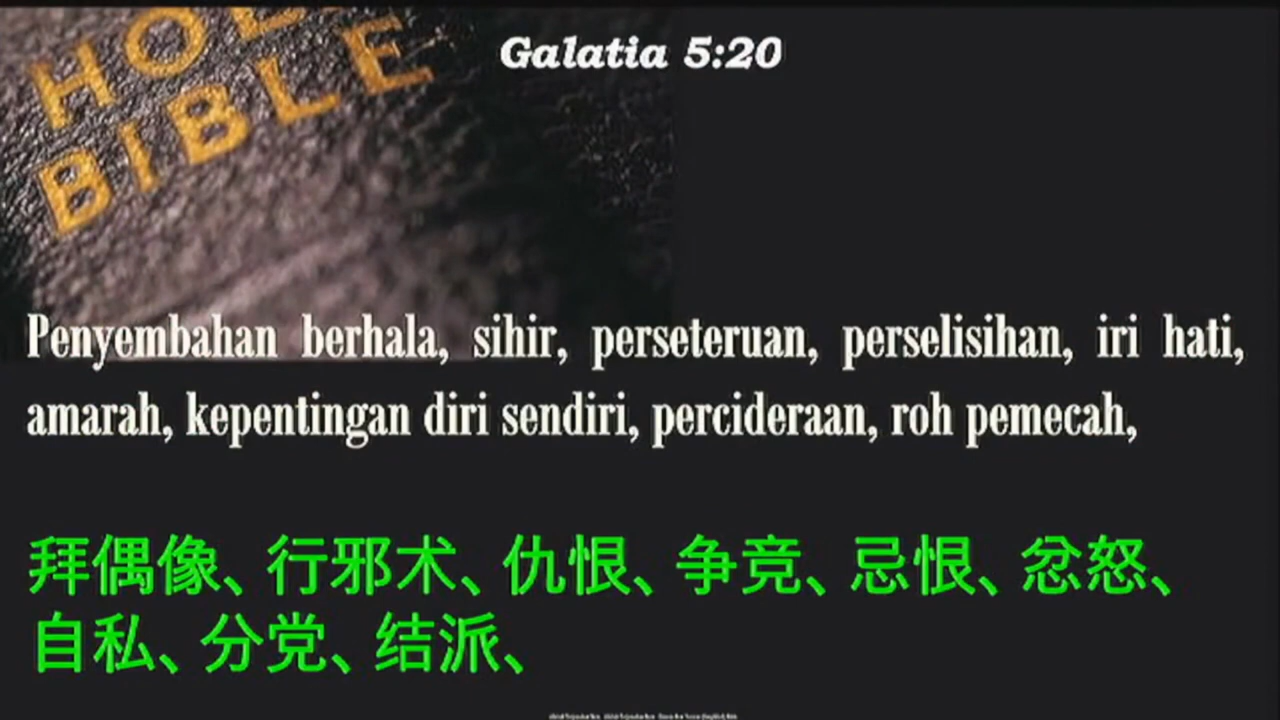 HOL
BIBLE
Galatia 5:20
Penyembahan berhala, sihir, perseteruan, perselisihan, iri hati,
amarah, kepentingan diri sendiri, percideraan, roh pemecah,
拜偶像、行邪术、仇恨、争竞、忌恨、忿怒、
自私、分党、结派、